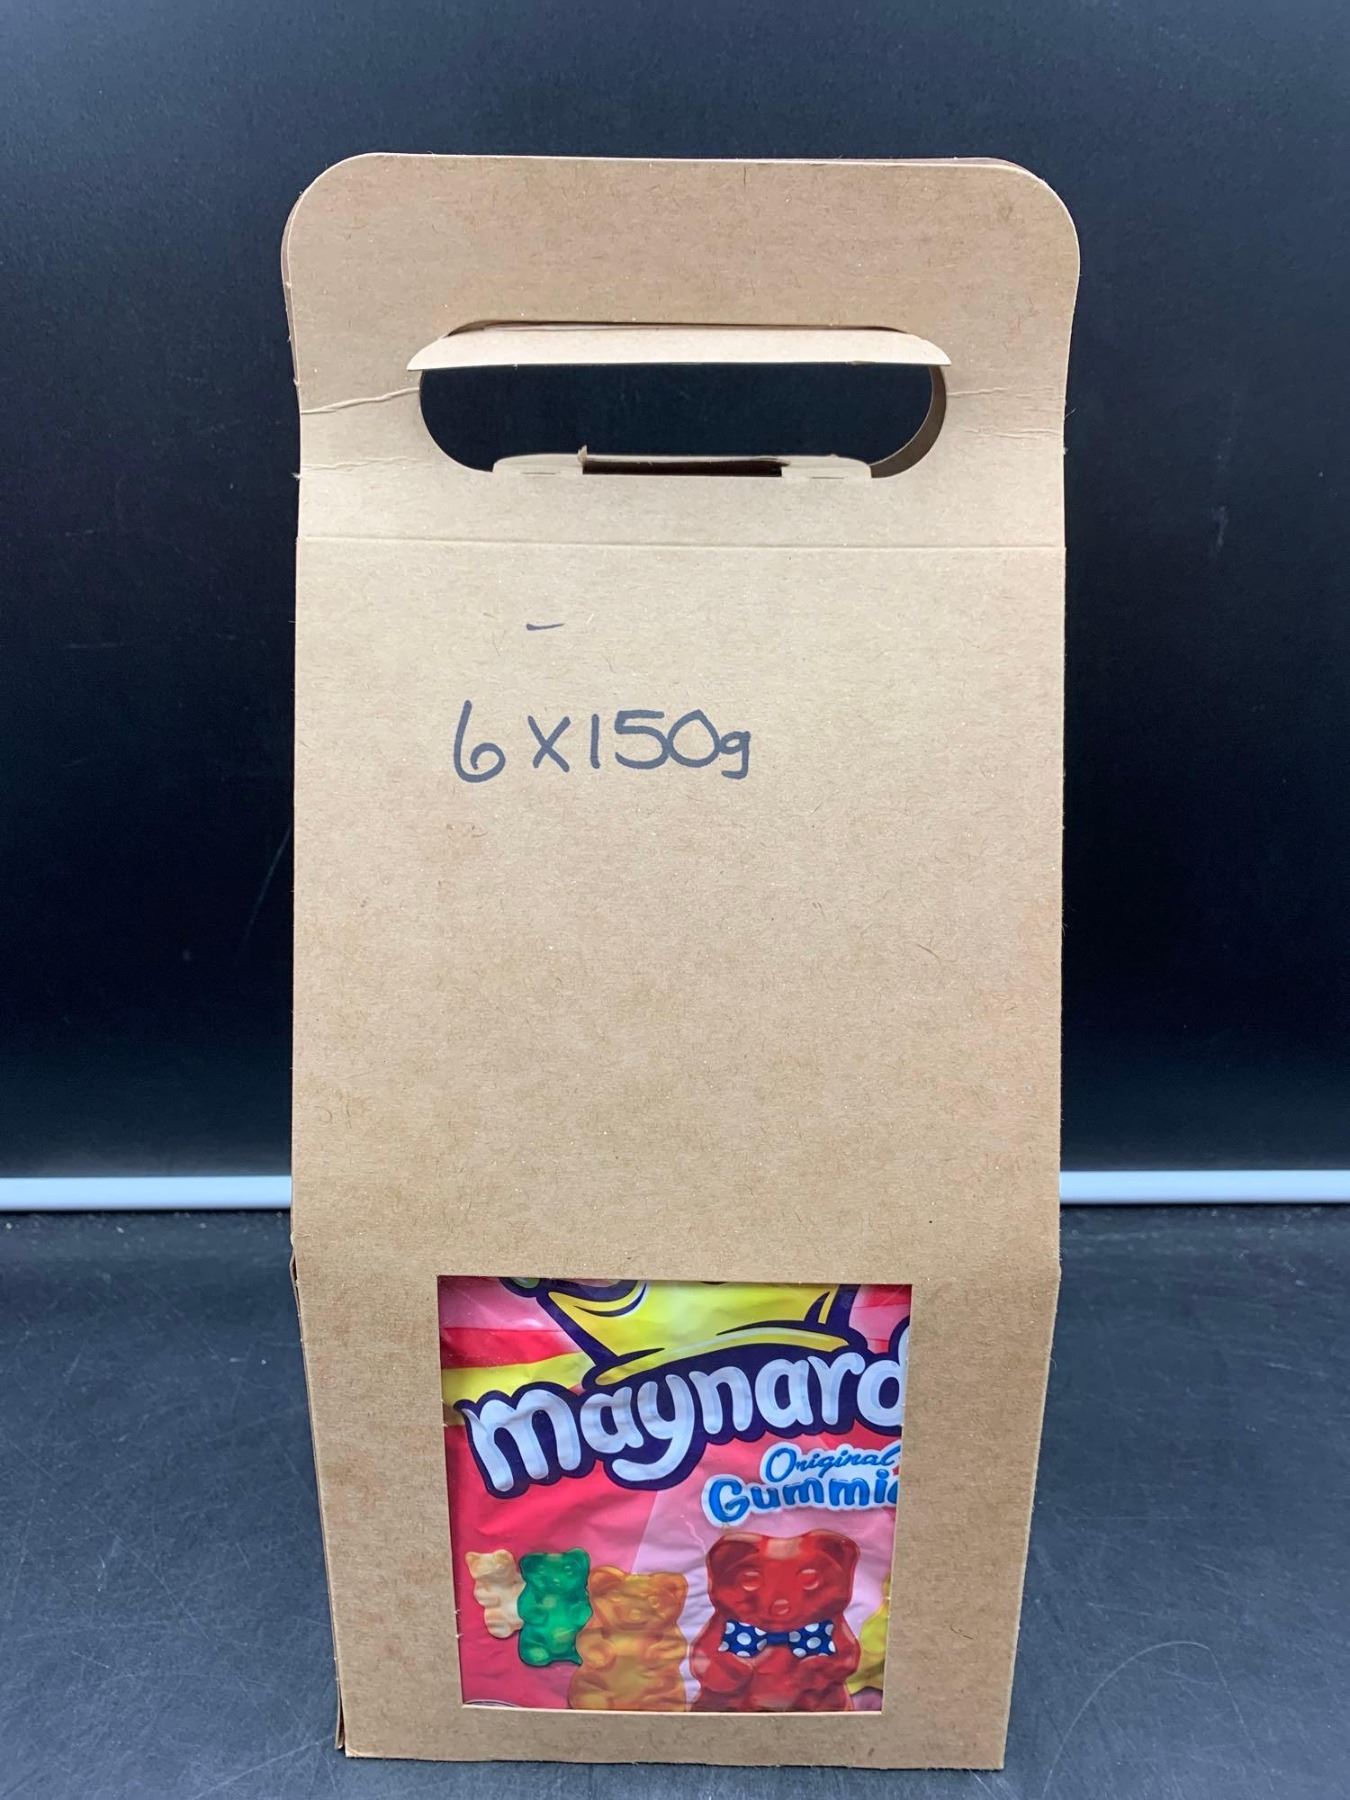 6 x 150g
maynard
Original
Gummi